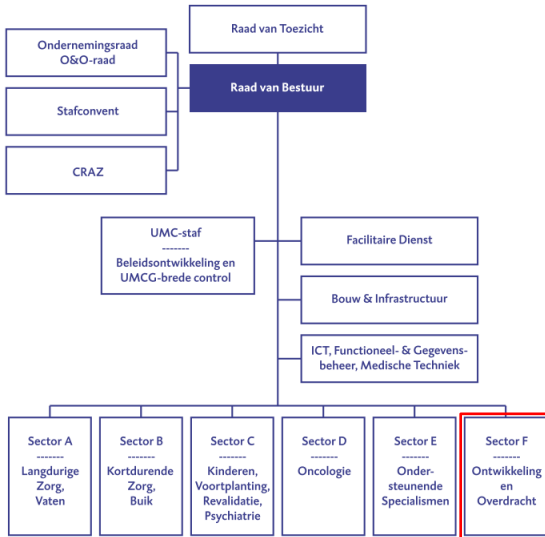 Raad van Toezicht
Ondernemingsraad
O&O-raad
Raad van Bestuur
Stafconvent
CRAZ
UMC-staf
-------
Beleidsontwikkeling en
UMCG-brede control
Facilitaire Dienst
Bouw & Infrastructuur
ICT, Functioneel- & Gegevens-
beheer, Medische Techniek
Sector A
-------
Langdurige
Zorg,
Vaten
Sector B
-------
Kortdurende
Zorg,
Buik
Sector C
-------
Kinderen,
Voortplanting,
Revalidatie,
Psychiatrie
Sector D
-------
Oncologie
Sector E
-------
Onder-
steunende
Specialismen
Sector F
-------
Ontwikkeling
en
Overdracht